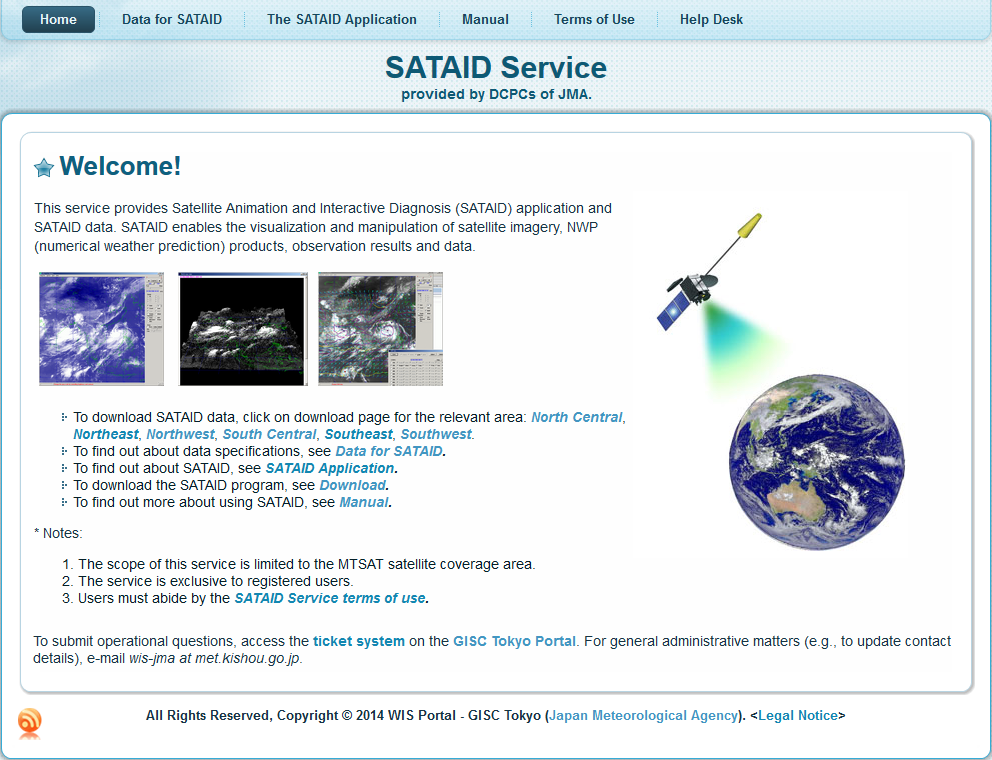 Home Data for SATAID The SATAID Application Manual Terms of Use Help Desk
SATAID Service
provided by DCPCs of JMA.
Welcome!
This service provides Satellite Animation and Interactive Diagnosis (SATAID) application and
SATAID data. SATAID enables the visualization and manipulation of satellite imagery, NWP
(numerical weather prediction) products, observation results and data.
To download SATAID data, click on download page for the relevant area: North Central,
Northeast, Northwest, South Central, Southeast, Southwest.
To find out about data specifications, see Data for SATAID.
To find out about SATAID, see SATAID Application.
To download the SATAID program, see Download.
To find out more about using SATAID, see Manual.
* Notes:
1. The scope of this service is limited to the MTSAT satellite coverage area.
2. The service is exclusive to registered users.
3. Users must abide by the SATAID Service terms of use.
To submit operational questions, access the ticket system on the GISC Tokyo Portal. For general administrative matters (e.g., to update contact
details), e-mail wis-jma at met.kishou.go.jp.
All Rights Reserved, Copyright © 2014 WIS Portal - GISC Tokyo (Japan Meteorological Agency). <Legal Notice>